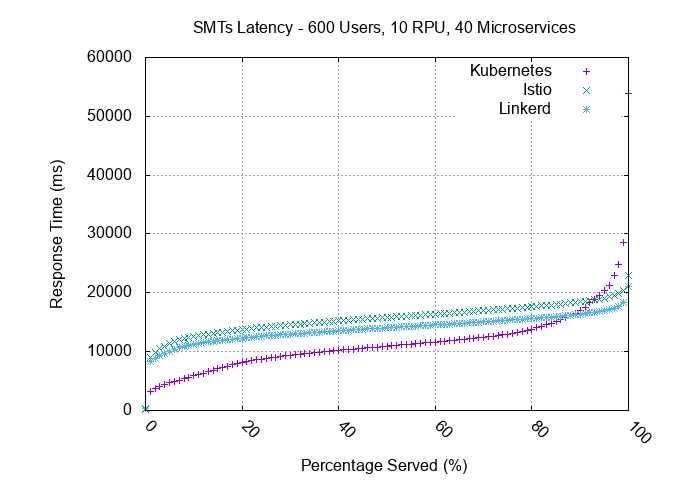 SMTs Latency - 600 Users, 10 RPU, 40 Microservices
60000
50000
40000
30000
20000
10000
0
Response Time (ms)
Kubernetes
Istio
Linkerd
0
20
40
60
80
100
Percentage Served (%)